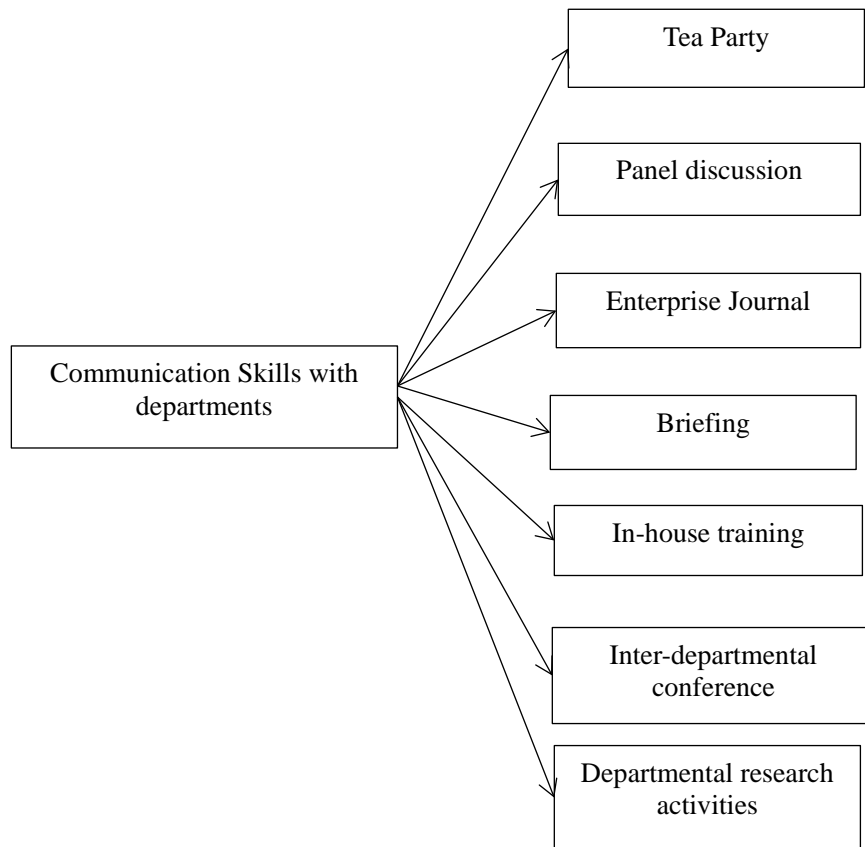 Tea Party
Panel discussion
Enterprise Journal
Communication Skills with
departments
Briefing
In-house training
Inter-departmental
conference
Departmental research
activities